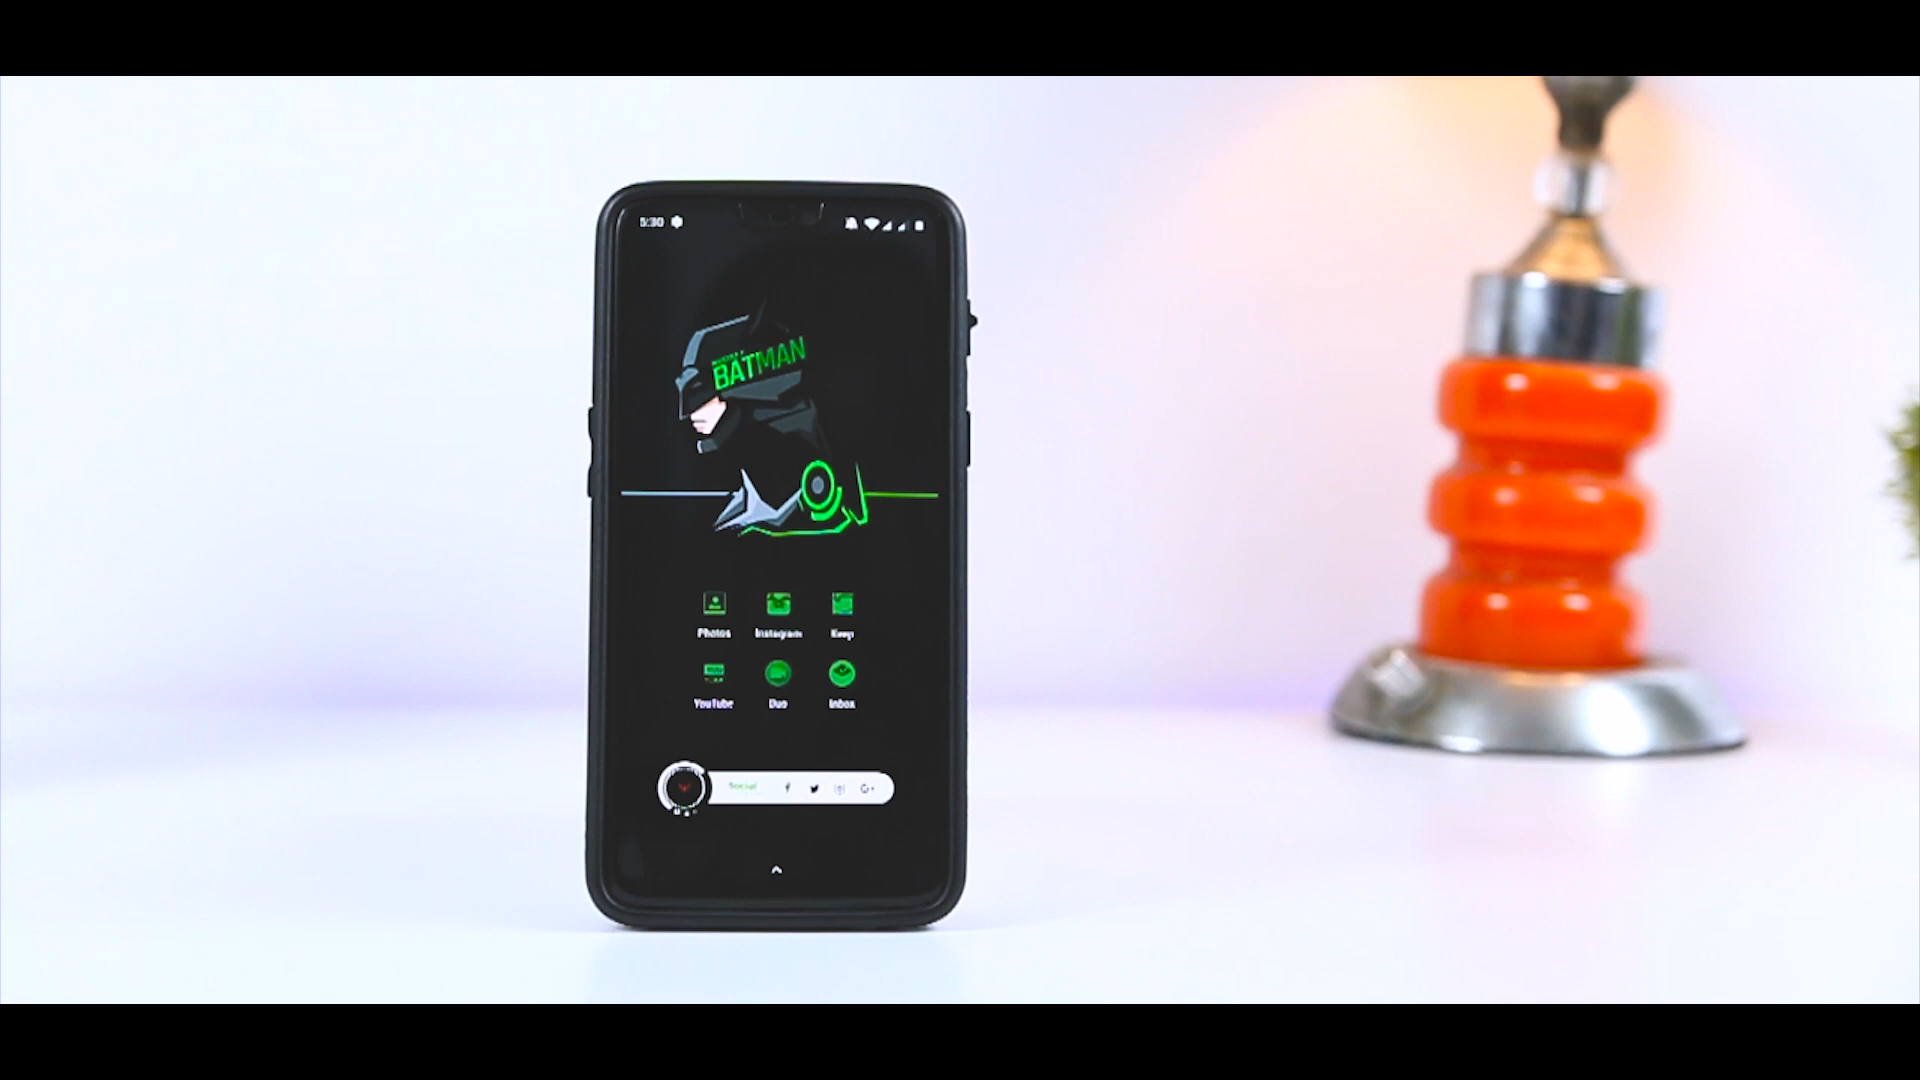 5:30
BATMAN
Photos Instagram Keep
YouTube Duo Inbox
Social G+